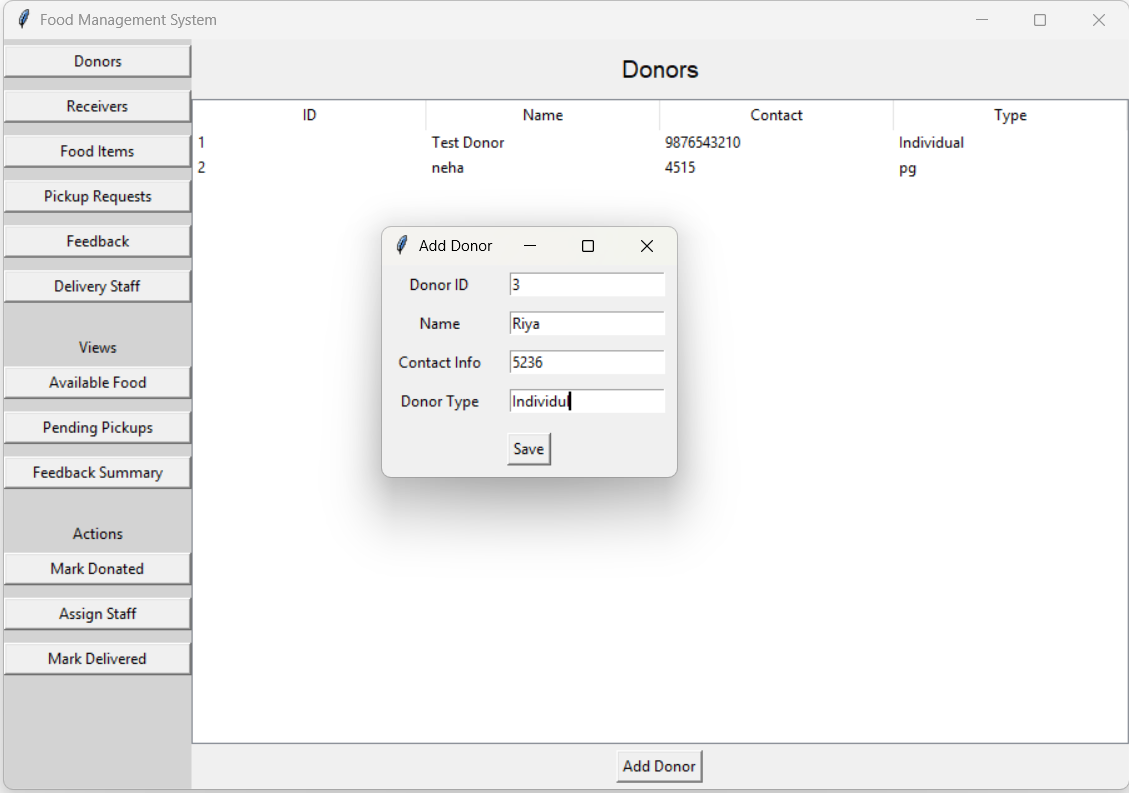 Food Management System
Donors
Receivers
Food Items
Pickup Requests
Feedback
Delivery Staff
Views
Available Food
Pending Pickups
Feedback Summary
Actions
Mark Donated
Assign Staff
Mark Delivered
Donors
ID Name Contact Type
1 Test Donor 9876543210 Individual
2 neha 4515 pg
Add Donor
Donor ID 3
Name Riya
Contact Info 5236
Donor Type Individul
Save
Add Donor